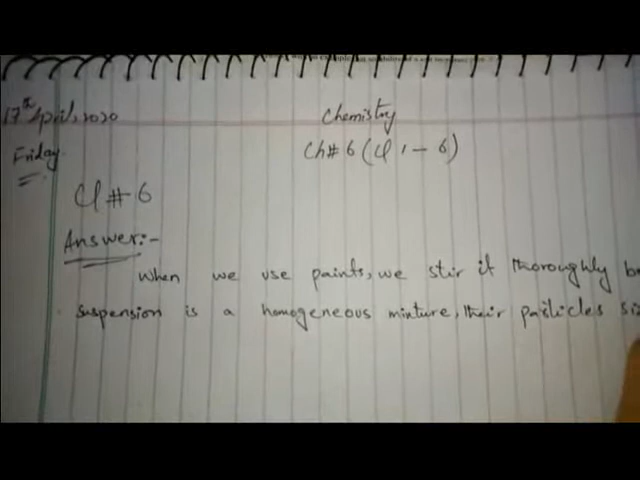 17th April, 2020
Chemistry
Friday
Ch# 6 (Q 1 - 6)
Q # 6
Answer:-
When we use paints, we stir it thoroughly b
suspension is a homogeneous mixture, their particles siz